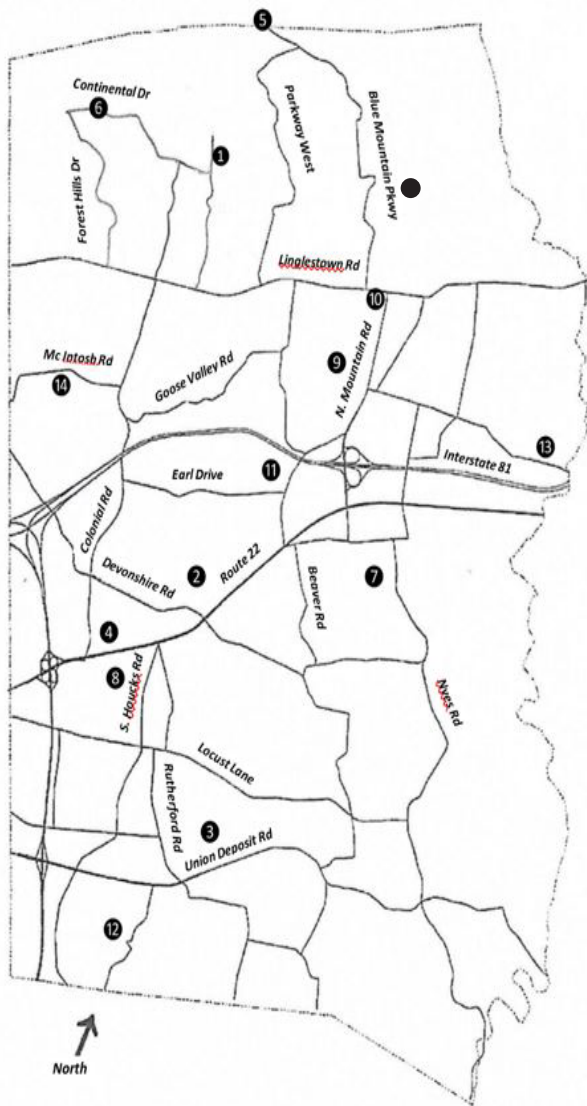 5
Continental Dr
6
1
Parkway West
Blue Mountain Pkwy
Forest Hills Dr
Linglestown Rd
10
Mc Intosh Rd
14
Goose Valley Rd
9
N. Mountain Rd
13
Interstate 81
11
Earl Drive
Colonial Rd
Route 22
2
Devonshire Rd
7
Beaver Rd
4
8
S. Houcks Rd
Nyes Rd
Locust Lane
Rutherford Rd
3
Union Deposit Rd
12
North